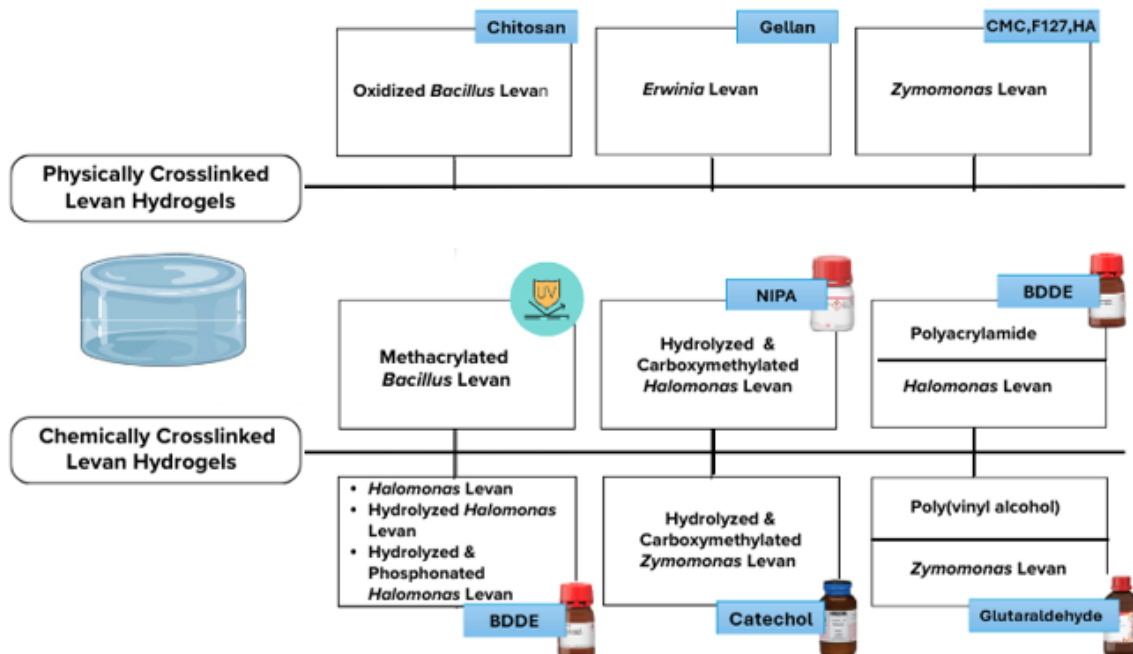 Chitosan
Oxidized Bacillus Levan
Gellan
Erwinia Levan
CMC,F127,HA
Zymomonas Levan
Physically Crosslinked
Levan Hydrogels
UV
Methacrylated
Bacillus Levan
NIPA
Hydrolyzed &
Carboxymethylated
Halomonas Levan
BDDE
Polyacrylamide
Halomonas Levan
Chemically Crosslinked
Levan Hydrogels
• Halomonas Levan
• Hydrolyzed Halomonas
Levan
• Hydrolyzed &
Phosphonated
Halomonas Levan
BDDE
Hydrolyzed &
Carboxymethylated
Zymomonas Levan
Catechol
Poly(vinyl alcohol)
Zymomonas Levan
Glutaraldehyde